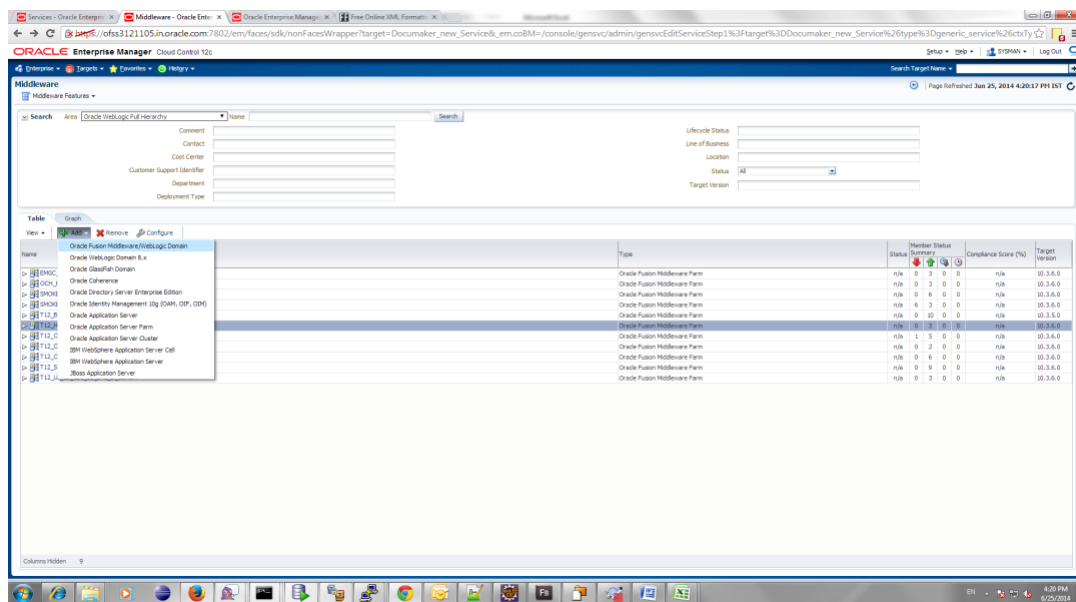 Services - Oracle Enterpri
Middleware - Oracle Enter
Oracle Enterprise Manage
Free Online XML Formatte
https://ofss3121105.in.oracle.com:7802/em/faces/sdk/nonFacesWrapper?target=Documaker_new_Service&_em.coBM=/console/gensvc/admin/gensvcEditServiceStep1%3Ftarget%3DDocumaker_new_Service%26type%3Dgeneric_service%26ctxTy
ORACLE Enterprise Manager Cloud Control 12c
Setup Help SYSMAN Log Out
Enterprise Targets Favorites History
Search Target Name
Middleware
Page Refreshed Jun 25, 2014 4:20:17 PM IST
Middleware Features
Search Area Oracle WebLogic Full Hierarchy Name Search
Comment Lifecycle Status
Contact Line of Business
Cost Center Location
Customer Support Identifier Status All
Department Target Version
Deployment Type
Table Graph
View Add Remove Configure
Name Type Status Member Status Summary Compliance Score (%) Target Version
Oracle Fusion Middleware/WebLogic Domain
Oracle WebLogic Domain 8.x
Oracle GlassFish Domain
Oracle Coherence
Oracle Directory Server Enterprise Edition
Oracle Identity Management 10g (OAM, OIF, OIM)
Oracle Application Server
Oracle Application Server Farm
Oracle Application Server Cluster
IBM WebSphere Application Server Cell
IBM WebSphere Application Server
JBoss Application Server
EMGC_ Oracle Fusion Middleware Farm n/a 0 3 0 0 n/a 10.3.6.0
OCH_ Oracle Fusion Middleware Farm n/a 0 3 0 0 n/a 10.3.6.0
SMOKE Oracle Fusion Middleware Farm n/a 0 6 0 0 n/a 10.3.6.0
SMOKE Oracle Fusion Middleware Farm n/a 6 3 0 0 n/a 10.3.6.0
T12_B Oracle Fusion Middleware Farm n/a 0 10 0 0 n/a 10.3.5.0
T12_H Oracle Fusion Middleware Farm n/a 0 3 0 0 n/a 10.3.6.0
T12_C Oracle Fusion Middleware Farm n/a 1 5 0 0 n/a 10.3.6.0
T12_C Oracle Fusion Middleware Farm n/a 0 2 0 0 n/a 10.3.6.0
T12_C Oracle Fusion Middleware Farm n/a 0 6 0 0 n/a 10.3.6.0
T12_S Oracle Fusion Middleware Farm n/a 0 9 0 0 n/a 10.3.6.0
T12_U Oracle Fusion Middleware Farm n/a 0 3 0 0 n/a 10.3.6.0
Columns Hidden 9
EN 4:20 PM
6/25/2014